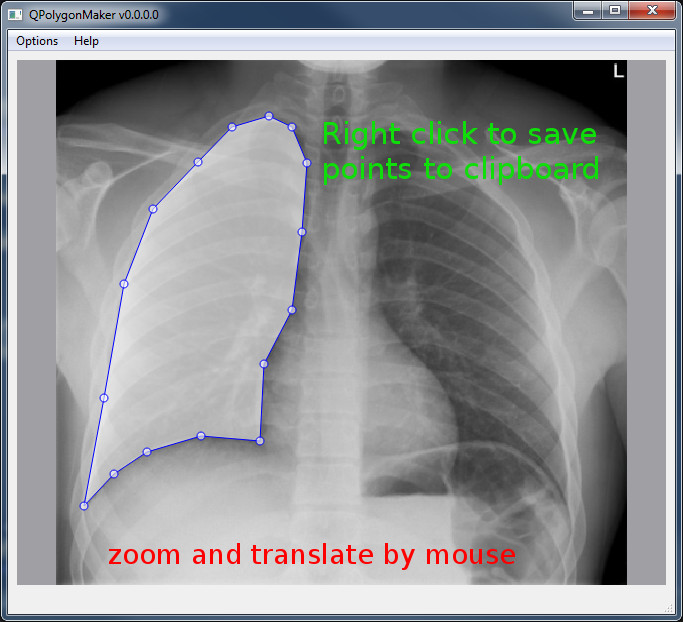 QPolygonMaker v0.0.0.0
Options Help
L
Right click to save
points to clipboard
zoom and translate by mouse